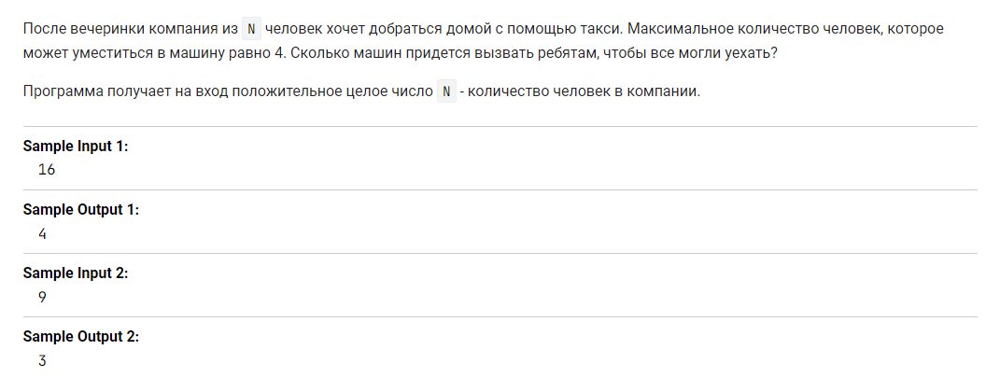 После вечеринки компания из N человек хочет добраться домой с помощью такси. Максимальное количество человек, которое
может уместиться в машину равно 4. Сколько машин придется вызвать ребятам, чтобы все могли уехать?
Программа получает на вход положительное целое число N - количество человек в компании.
Sample Input 1:
16
Sample Output 1:
4
Sample Input 2:
9
Sample Output 2:
3